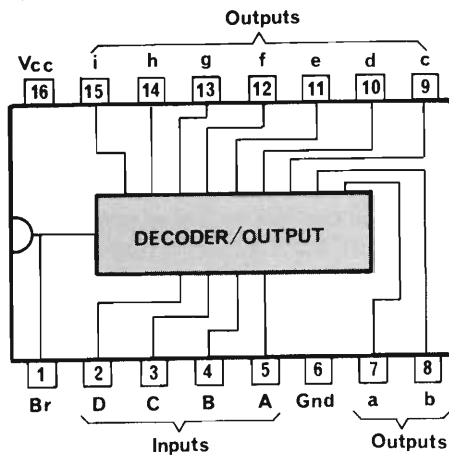 Outputs
Vcc i h g f e d c
16 15 14 13 12 11 10 9
DECODER/OUTPUT
1 2 3 4 5 6 7 8
Br D C B A Gnd a b
Inputs Outputs